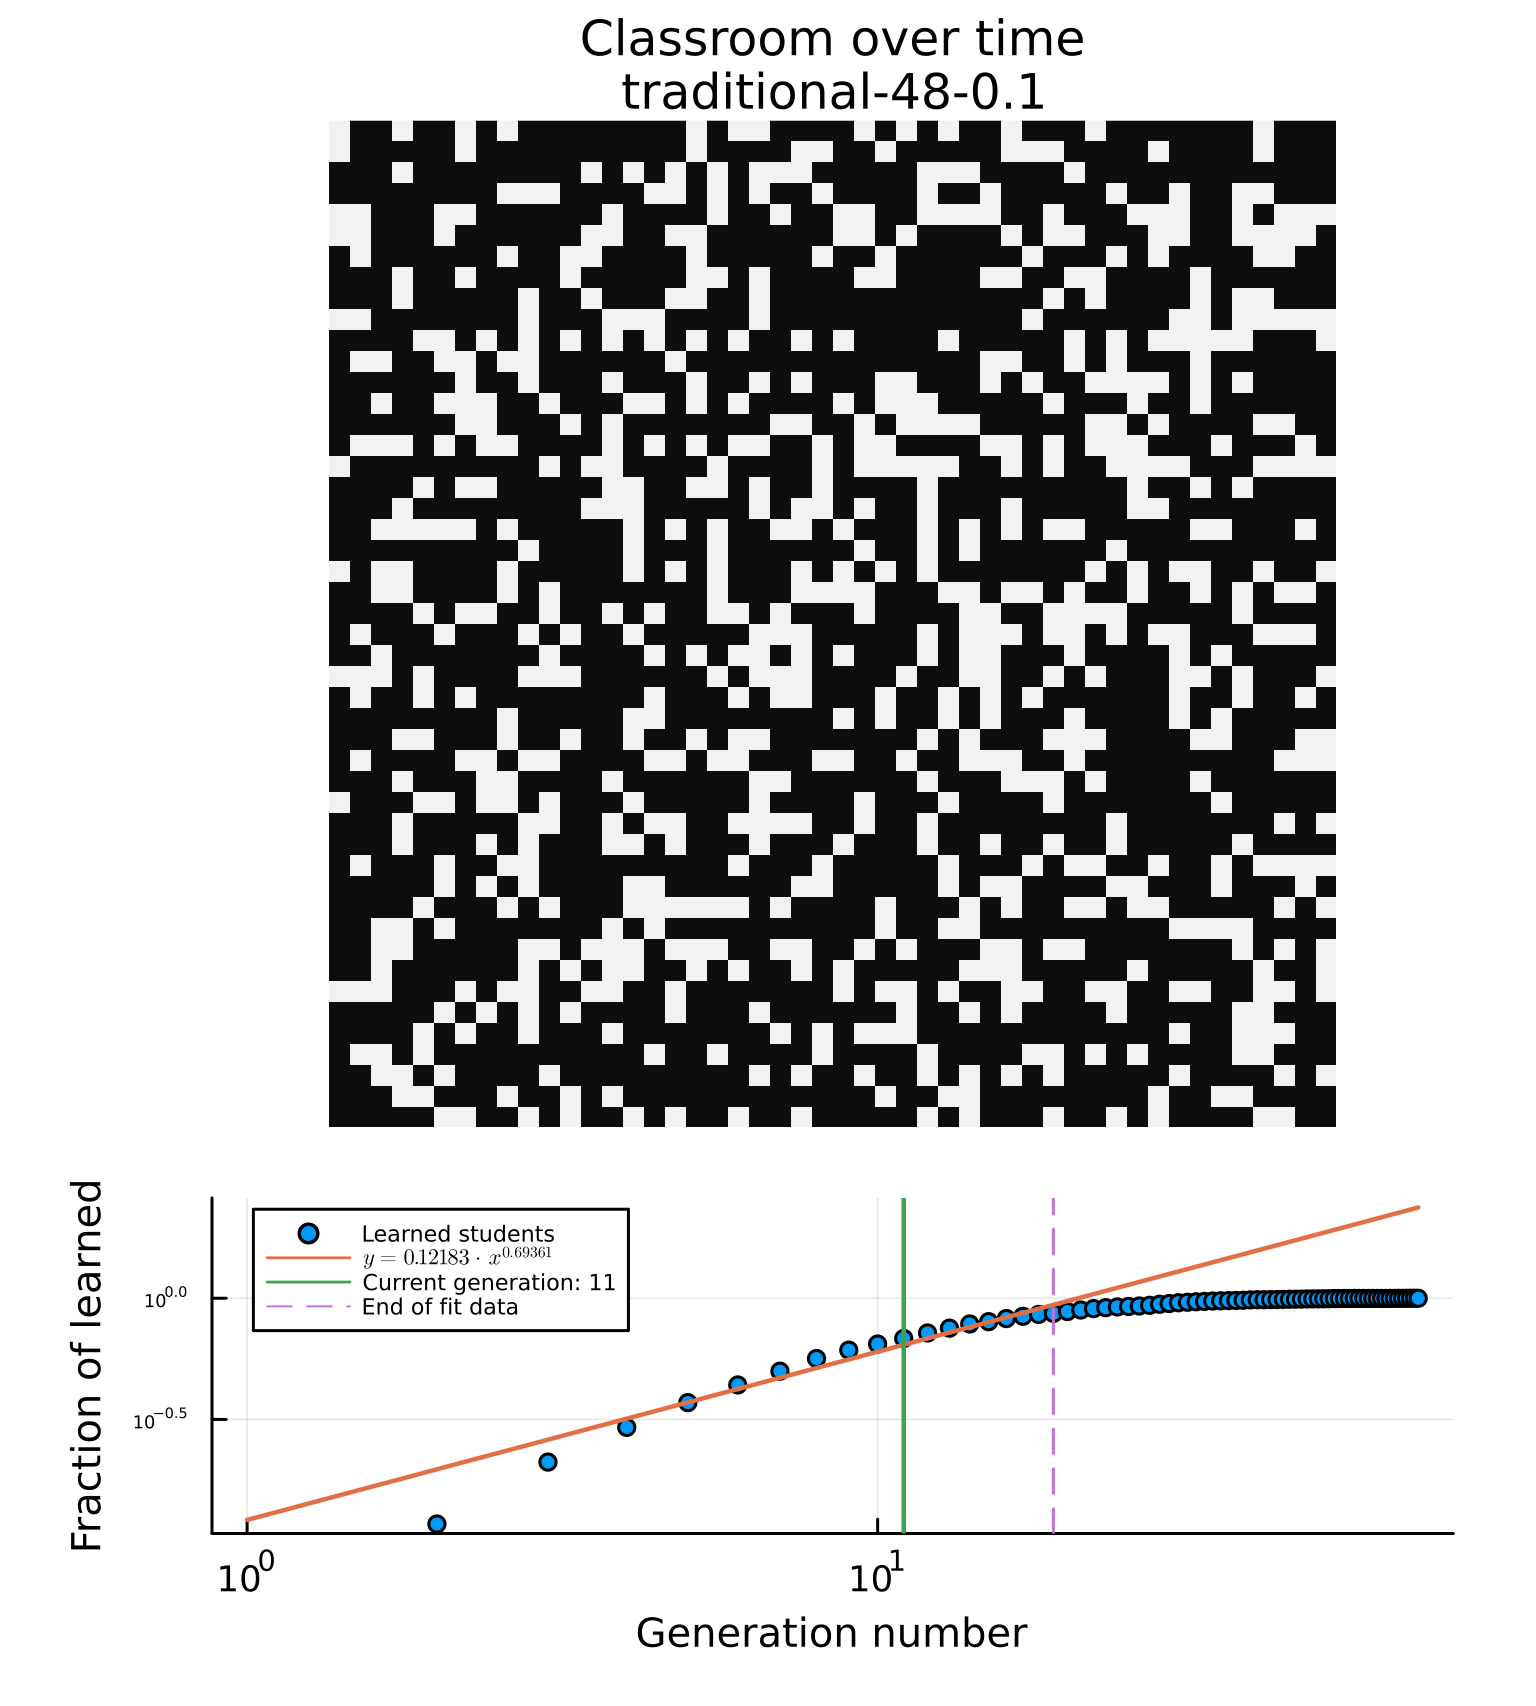 Classroom over time
traditional-48-0.1
Fraction of learned
10^0.0
10^−0.5
Learned students
y = 0.12183 · x^0.69361
Current generation: 11
End of fit data
10^0
10^1
Generation number